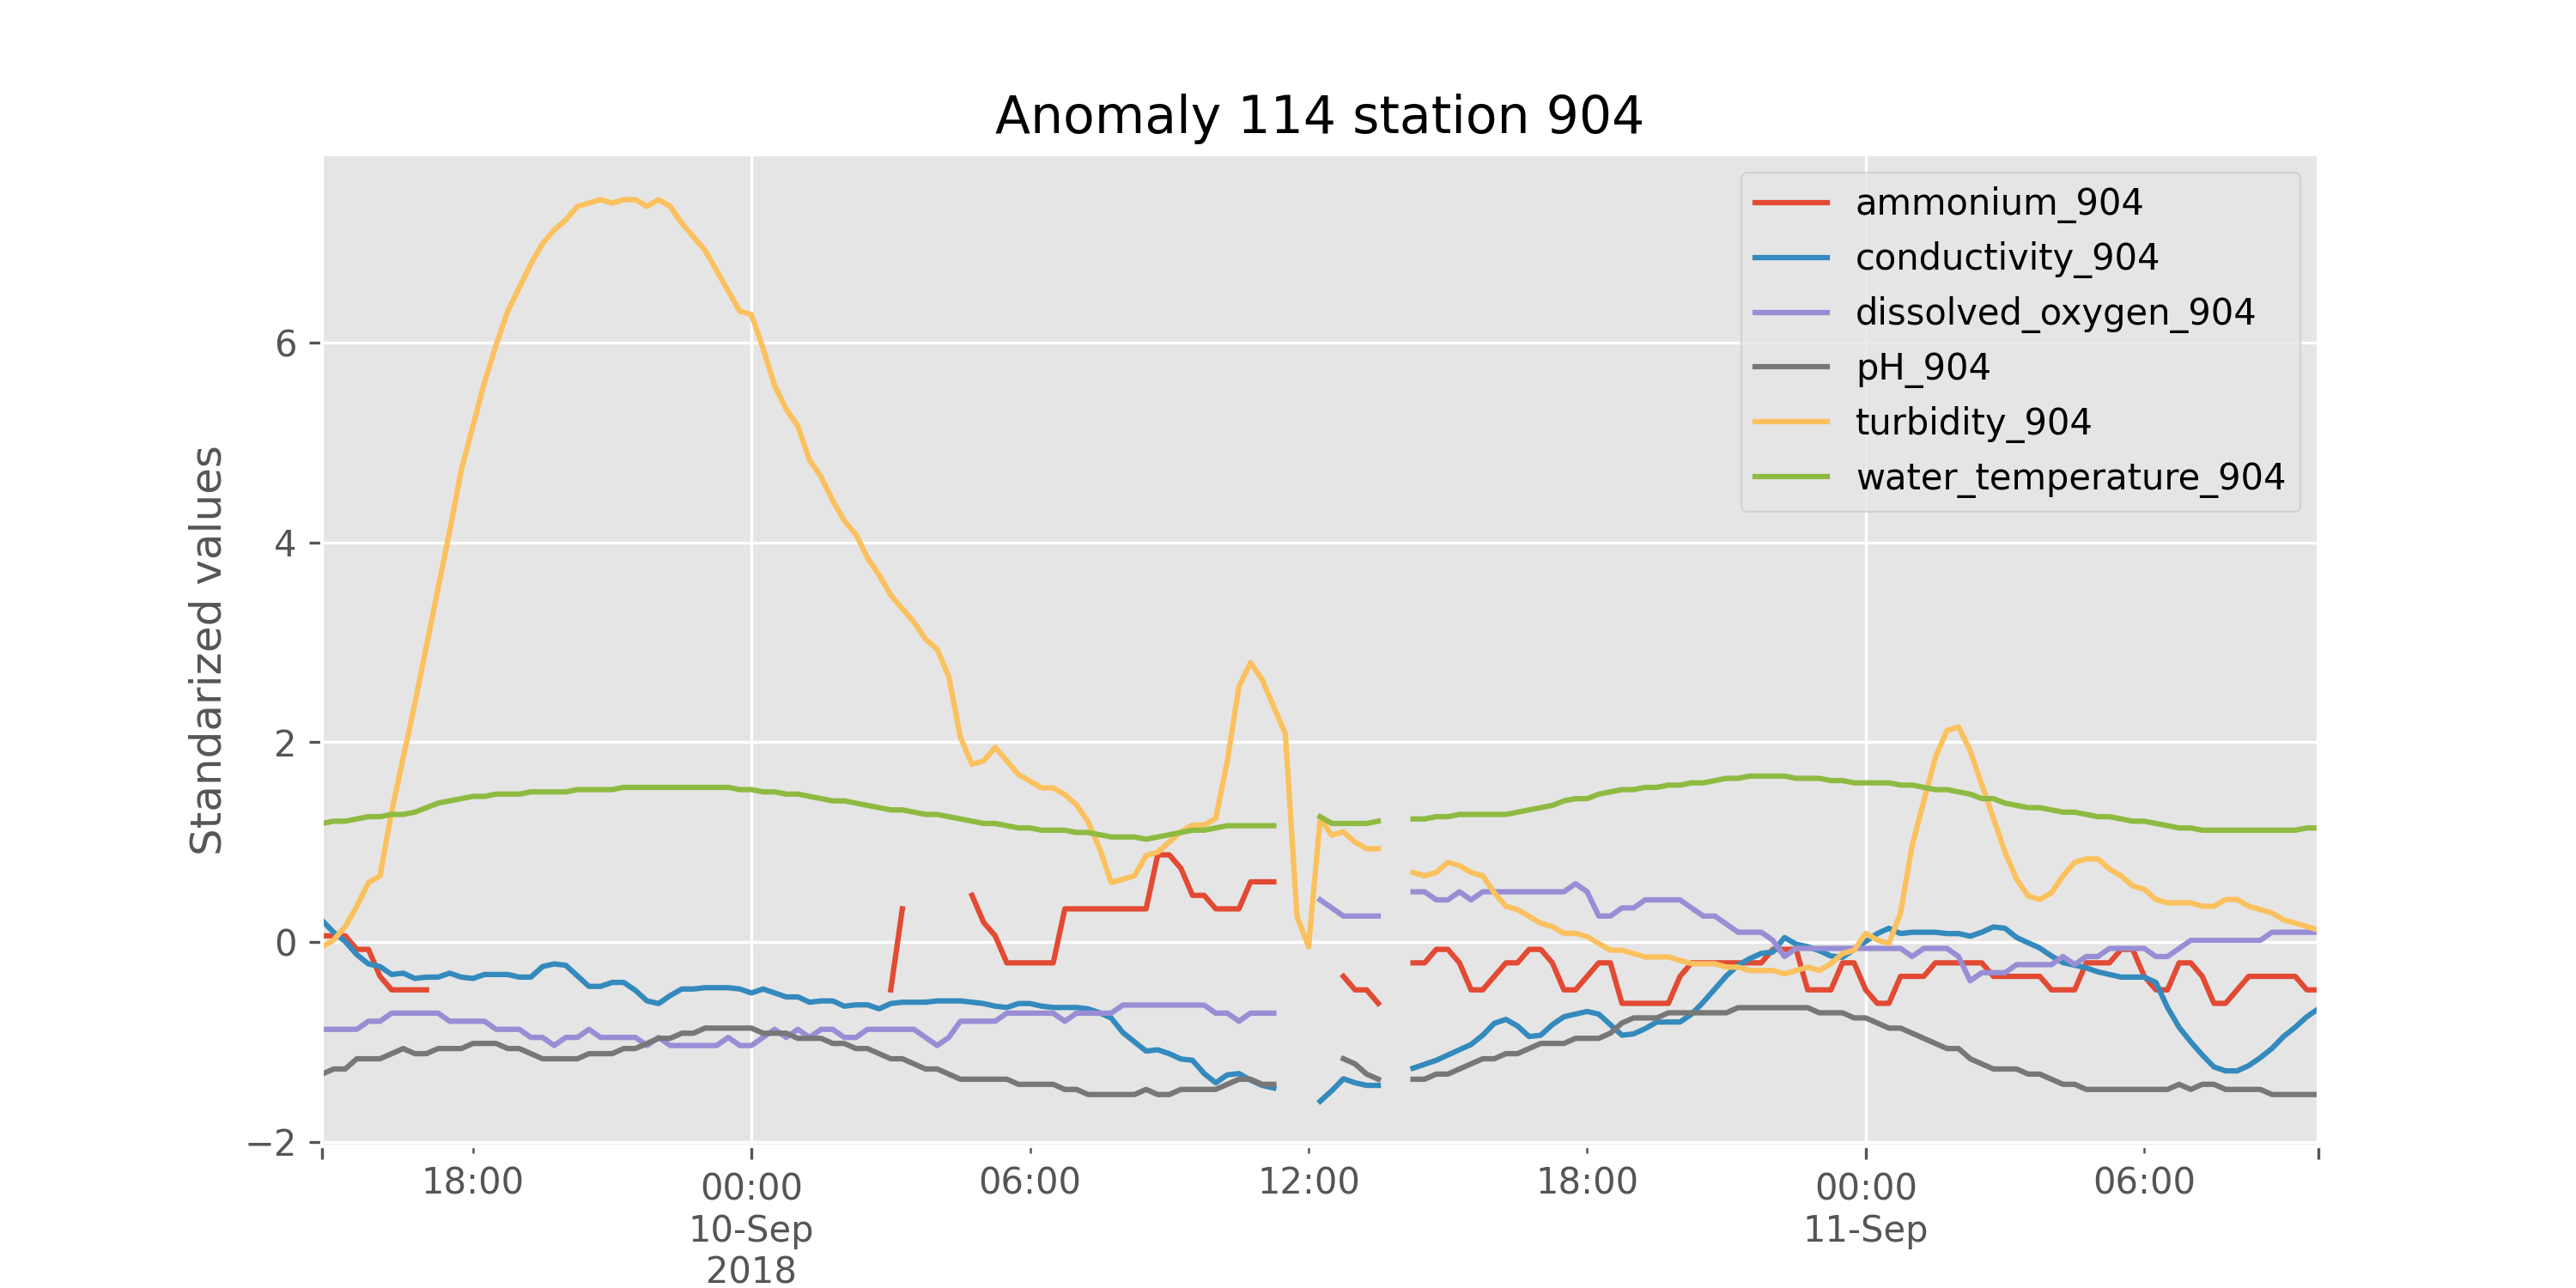 Anomaly 114 station 904
ammonium_904
conductivity_904
dissolved_oxygen_904
pH_904
turbidity_904
water_temperature_904
Standarized values
6
4
2
0
−2
18:00
00:00
10-Sep
2018
06:00
12:00
18:00
00:00
11-Sep
06:00